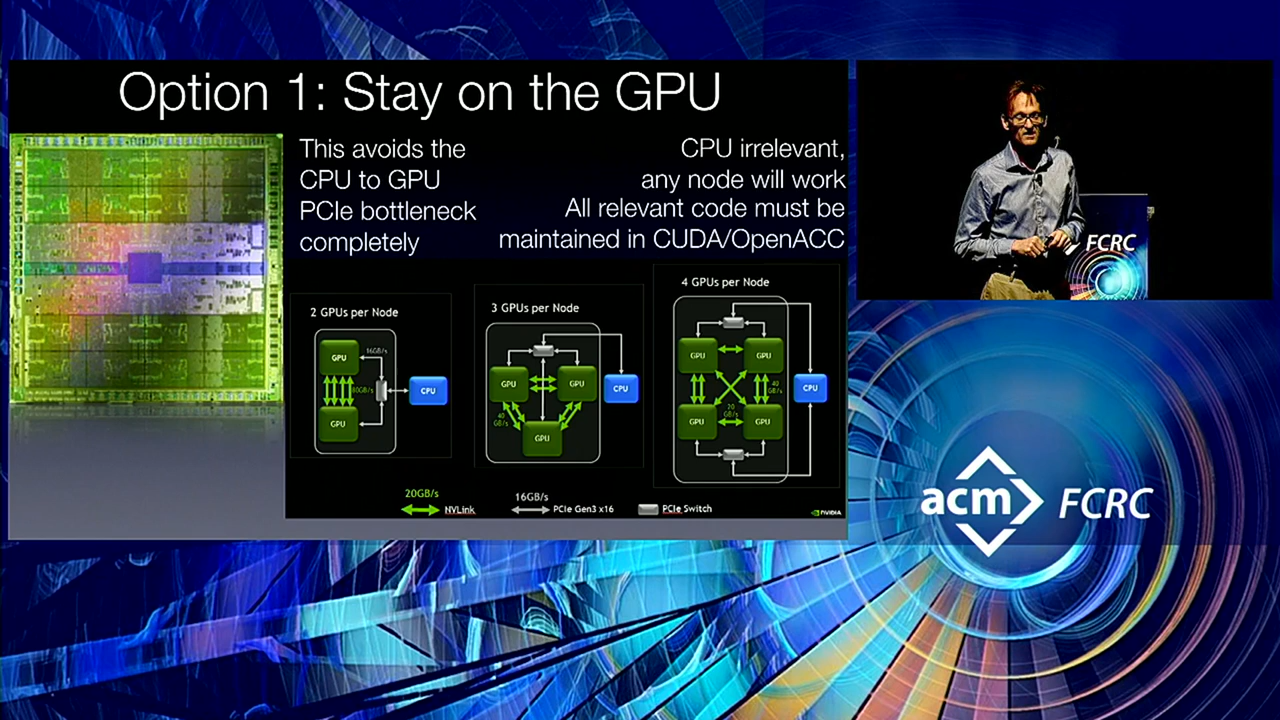 Option 1: Stay on the GPU
This avoids the
CPU to GPU
PCIe bottleneck
completely
CPU irrelevant,
any node will work
All relevant code must be
maintained in CUDA/OpenACC
2 GPUs per Node
GPU
16GB/s
80GB/s
CPU
GPU
3 GPUs per Node
GPU
GPU
CPU
40
GB/s
GPU
4 GPUs per Node
GPU
GPU
40
GB/s
CPU
20
GB/s
GPU
GPU
20GB/s
NVLink
16GB/s
PCIe Gen3 x16
PCIe Switch
NVIDIA
FCRC
acm FCRC